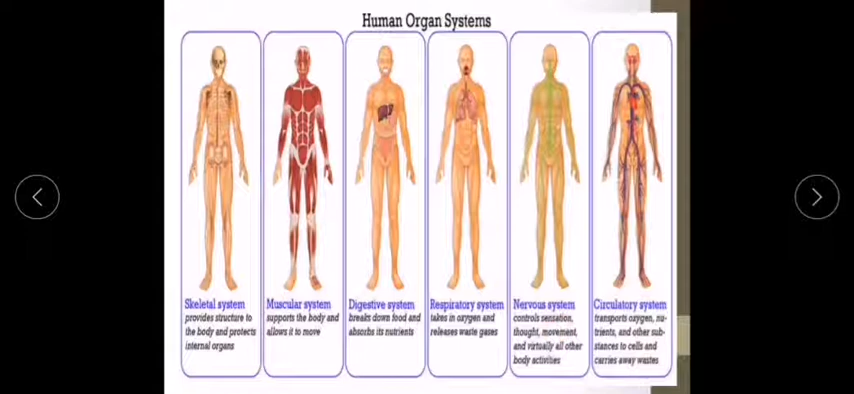 Human Organ Systems
Skeletal system
provides structure to
the body and protects
internal organs
Muscular system
supports the body and
allows it to move
Digestive system
breaks down food and
absorbs its nutrients
Respiratory system
takes in oxygen and
releases waste gases
Nervous system
controls sensation,
thought, movement,
and virtually all other
body activities
Circulatory system
transports oxygen, nu-
trients, and other sub-
stances to cells and
carries away wastes